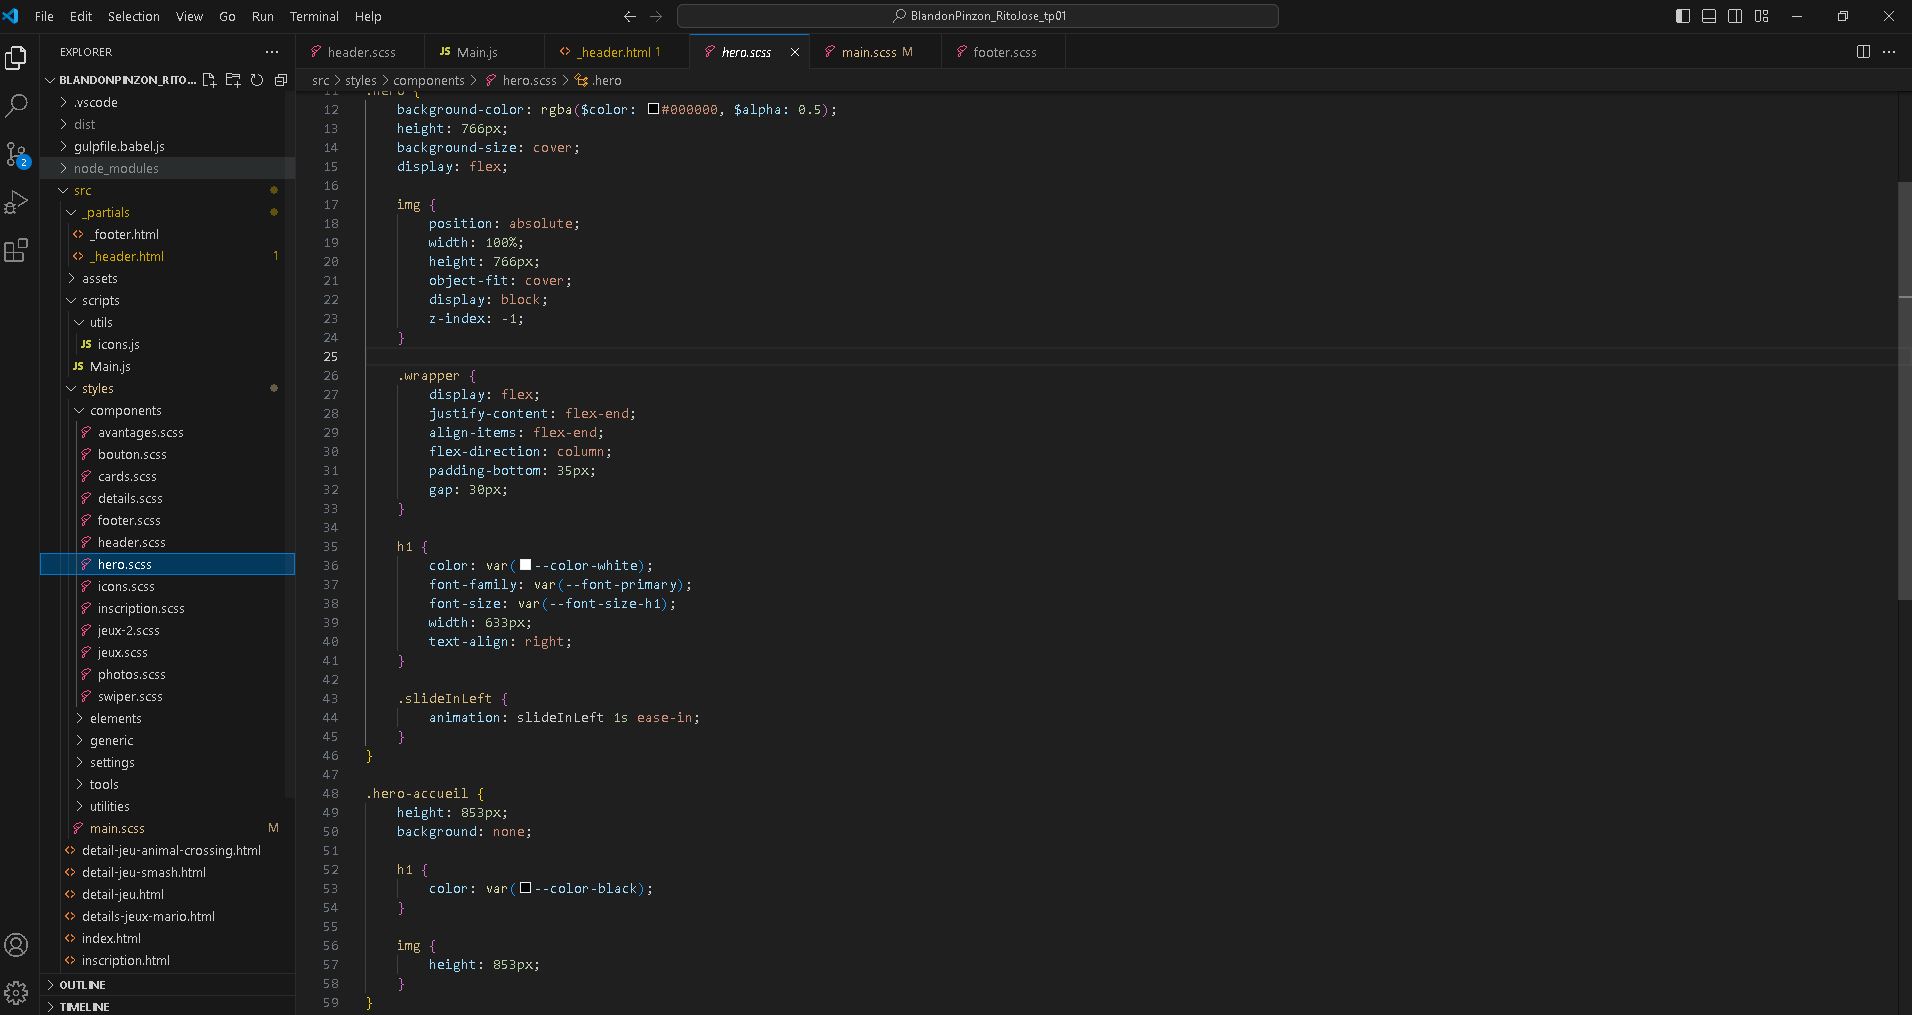 File Edit Selection View Go Run Terminal Help
BlandonPinzon_RitoJose_tp01
EXPLORER
BLANDONPINZON_RITO...
.vscode
dist
gulpfile.babel.js
node_modules
src
_partials
_footer.html
_header.html 1
assets
scripts
utils
icons.js
Main.js
styles
components
avantages.scss
bouton.scss
cards.scss
details.scss
footer.scss
header.scss
hero.scss
icons.scss
inscription.scss
jeux-2.scss
jeux.scss
photos.scss
swiper.scss
elements
generic
settings
tools
utilities
main.scss M
detail-jeu-animal-crossing.html
detail-jeu-smash.html
detail-jeu.html
details-jeux-mario.html
index.html
inscription.html
OUTLINE
TIMELINE
2
header.scss JS Main.js _header.html 1 hero.scss main.scss M footer.scss
src > styles > components > hero.scss > .hero
11 .hero {
12 background-color: rgba($color: #000000, $alpha: 0.5);
13 height: 766px;
14 background-size: cover;
15 display: flex;
16
17 img {
18 position: absolute;
19 width: 100%;
20 height: 766px;
21 object-fit: cover;
22 display: block;
23 z-index: -1;
24 }
25
26 .wrapper {
27 display: flex;
28 justify-content: flex-end;
29 align-items: flex-end;
30 flex-direction: column;
31 padding-bottom: 35px;
32 gap: 30px;
33 }
34
35 h1 {
36 color: var(--color-white);
37 font-family: var(--font-primary);
38 font-size: var(--font-size-h1);
39 width: 633px;
40 text-align: right;
41 }
42
43 .slideInLeft {
44 animation: slideInLeft 1s ease-in;
45 }
46 }
47
48 .hero-accueil {
49 height: 853px;
50 background: none;
51
52 h1 {
53 color: var(--color-black);
54 }
55
56 img {
57 height: 853px;
58 }
59 }